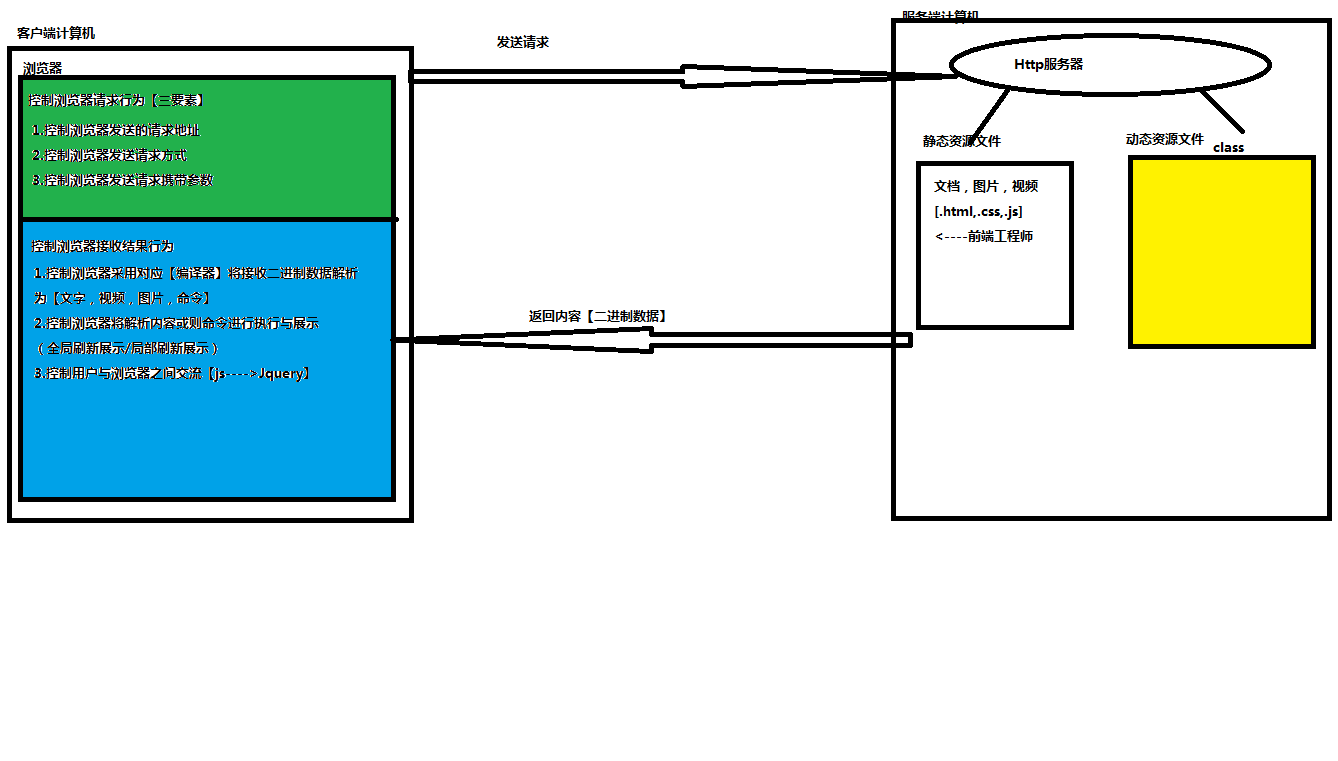 客户端计算机
浏览器
控制浏览器请求行为【三要素】
1.控制浏览器发送的请求地址
2.控制浏览器发送请求方式
3.控制浏览器发送请求携带参数
控制浏览器接收结果行为
1.控制浏览器采用对应【编译器】将接收二进制数据解析
为【文字，视频，图片，命令】
2.控制浏览器将解析内容或则命令进行执行与展示
（全局刷新展示/局部刷新展示）
3.控制用户与浏览器之间交流【js---->Jquery】
发送请求
返回内容【二进制数据】
服务端计算机
Http服务器
静态资源文件
文档，图片，视频
[.html,.css,.js]
<----前端工程师
动态资源文件
class